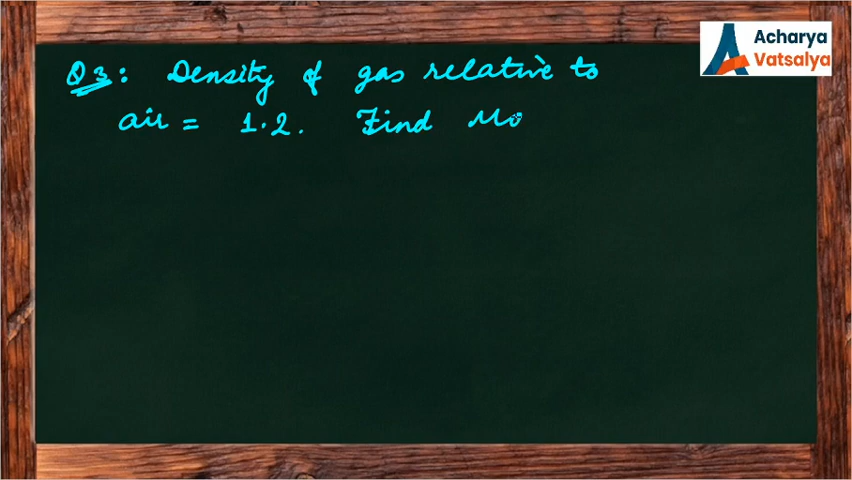 Acharya
Vatsalya
Q3: Density of gas relative to
air = 1.2. Find Mo